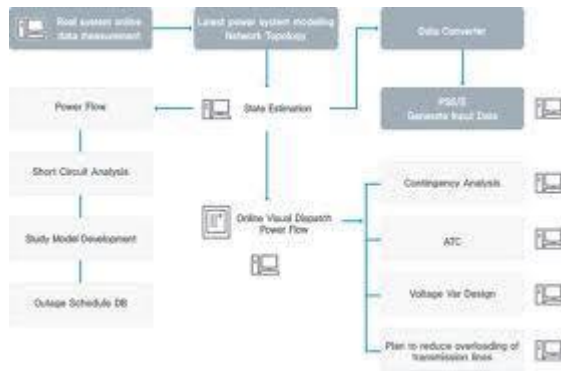 Real system online
data measurement
Latest power system modeling
Network Topology
Data Converter
Power Flow
State Estimation
PSS/E
Generate Input Data
Short Circuit Analysis
Contingency Analysis
Online Visual Dispatch
Power Flow
Study Model Development
ATC
Outage Schedule DB
Voltage Var Design
Plan to reduce overloading of
transmission lines